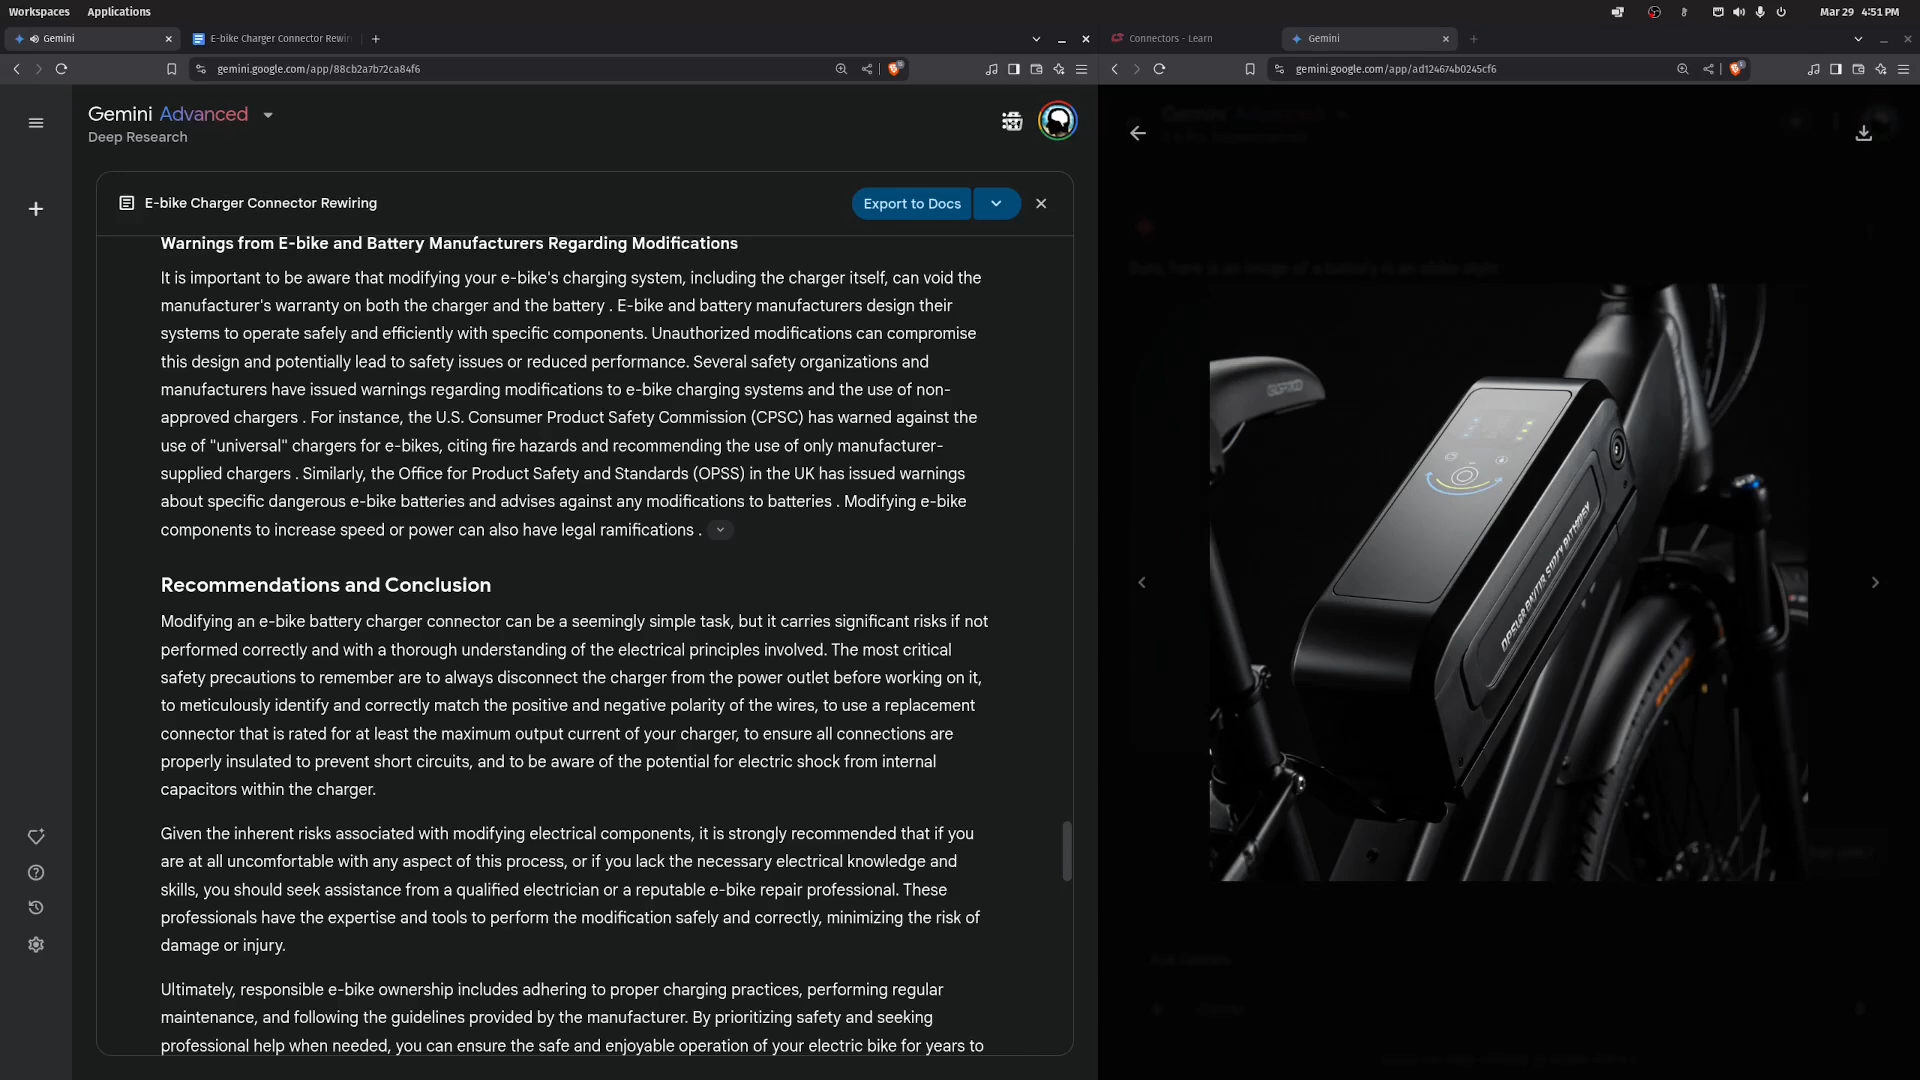 Workspaces Applications
Mar 29 4:51 PM
Gemini
E-bike Charger Connector Rewiri
Connectors - Learn
Gemini
gemini.google.com/app/88cb2a7b72ca84f6
gemini.google.com/app/ad124674b0245cf6
Gemini Advanced
Deep Research
E-bike Charger Connector Rewiring
Export to Docs
Warnings from E-bike and Battery Manufacturers Regarding Modifications
It is important to be aware that modifying your e-bike's charging system, including the charger itself, can void the
manufacturer's warranty on both the charger and the battery . E-bike and battery manufacturers design their
systems to operate safely and efficiently with specific components. Unauthorized modifications can compromise
this design and potentially lead to safety issues or reduced performance. Several safety organizations and
manufacturers have issued warnings regarding modifications to e-bike charging systems and the use of non-
approved chargers . For instance, the U.S. Consumer Product Safety Commission (CPSC) has warned against the
use of "universal" chargers for e-bikes, citing fire hazards and recommending the use of only manufacturer-
supplied chargers . Similarly, the Office for Product Safety and Standards (OPSS) in the UK has issued warnings
about specific dangerous e-bike batteries and advises against any modifications to batteries . Modifying e-bike
components to increase speed or power can also have legal ramifications .
Recommendations and Conclusion
Modifying an e-bike battery charger connector can be a seemingly simple task, but it carries significant risks if not
performed correctly and with a thorough understanding of the electrical principles involved. The most critical
safety precautions to remember are to always disconnect the charger from the power outlet before working on it,
to meticulously identify and correctly match the positive and negative polarity of the wires, to use a replacement
connector that is rated for at least the maximum output current of your charger, to ensure all connections are
properly insulated to prevent short circuits, and to be aware of the potential for electric shock from internal
capacitors within the charger.
Given the inherent risks associated with modifying electrical components, it is strongly recommended that if you
are at all uncomfortable with any aspect of this process, or if you lack the necessary electrical knowledge and
skills, you should seek assistance from a qualified electrician or a reputable e-bike repair professional. These
professionals have the expertise and tools to perform the modification safely and correctly, minimizing the risk of
damage or injury.
Ultimately, responsible e-bike ownership includes adhering to proper charging practices, performing regular
maintenance, and following the guidelines provided by the manufacturer. By prioritizing safety and seeking
professional help when needed, you can ensure the safe and enjoyable operation of your electric bike for years to